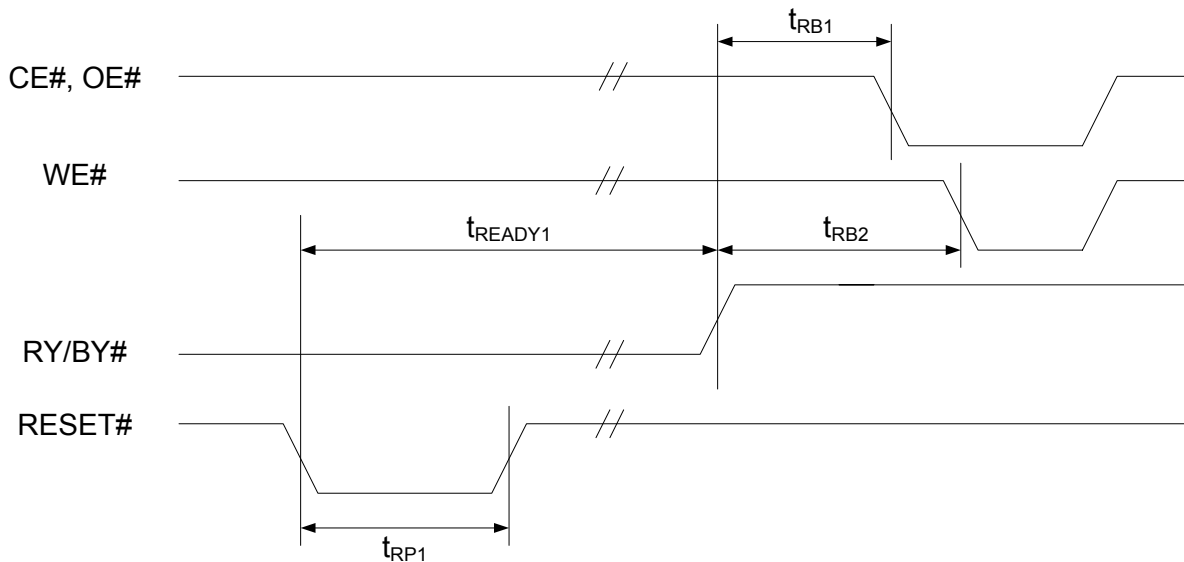 tRB1
CE#, OE#
WE#
tREADY1
tRB2
RY/BY#
RESET#
tRP1